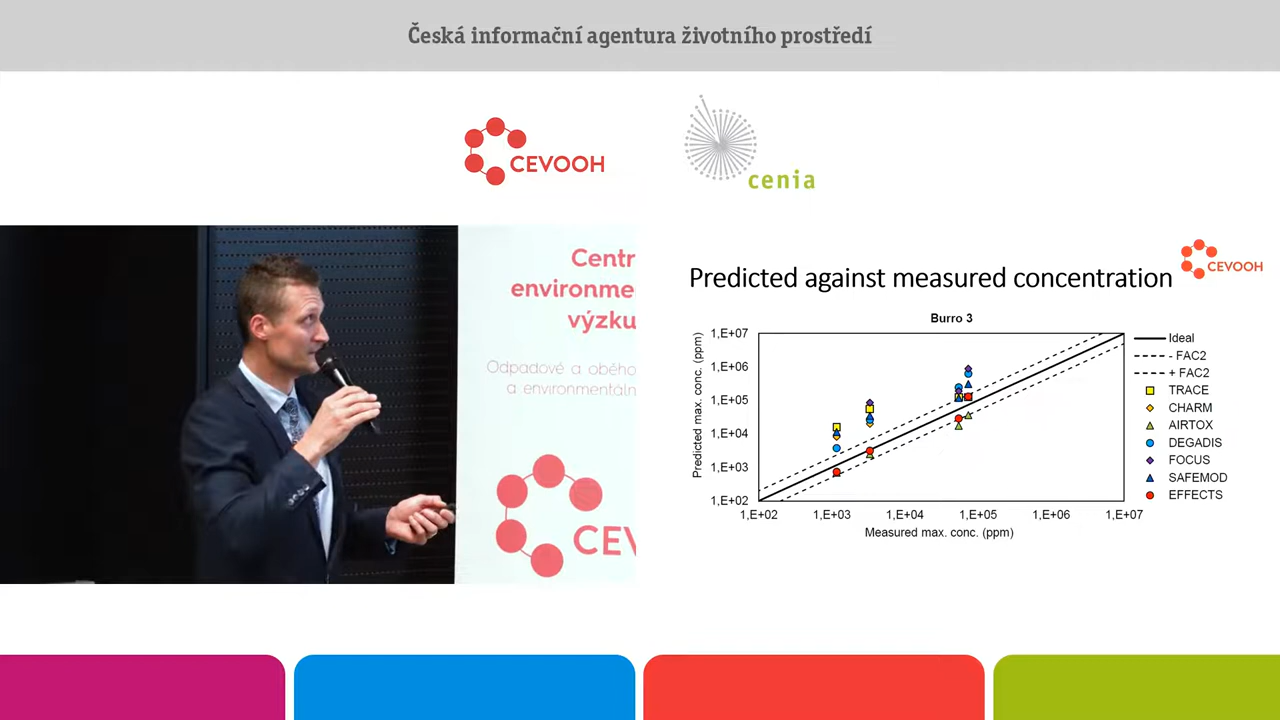 Česká informační agentura životního prostředí
CEVOOH
cenia
Centr
environme
výzku
Odpadové a oběho
a environmentáln
CEV
Predicted against measured concentration
CEVOOH
Burro 3
Predicted max. conc. (ppm)
1,E+07
1,E+06
1,E+05
1,E+04
1,E+03
1,E+02
1,E+02
1,E+03
1,E+04
1,E+05
1,E+06
1,E+07
Measured max. conc. (ppm)
Ideal
- FAC2
+ FAC2
TRACE
CHARM
AIRTOX
DEGADIS
FOCUS
SAFEMOD
EFFECTS